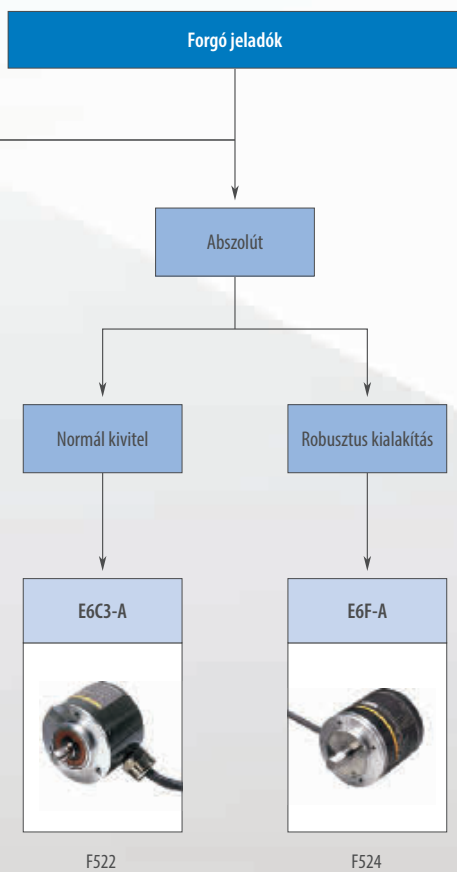 Forgó jeladók
Abszolút
Normál kivitel
Robusztus kialakítás
E6C3-A
E6F-A
F522
F524